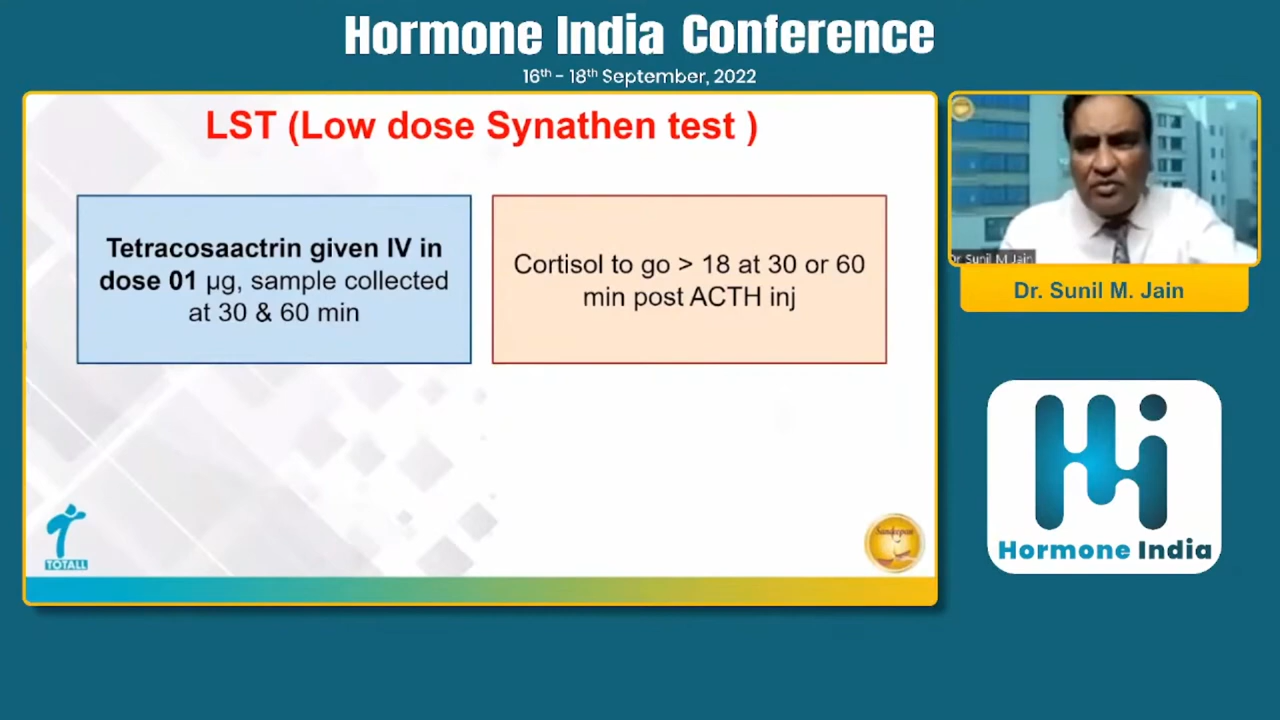 Hormone India Conference
16th - 18th September, 2022
LST (Low dose Synathen test )
Tetracosaactrin given IV in
dose 01 µg, sample collected
at 30 & 60 min
Cortisol to go > 18 at 30 or 60
min post ACTH inj
Dr Sunil M Jain
Dr. Sunil M. Jain
TOTALL
Sandeepan
Hormone India